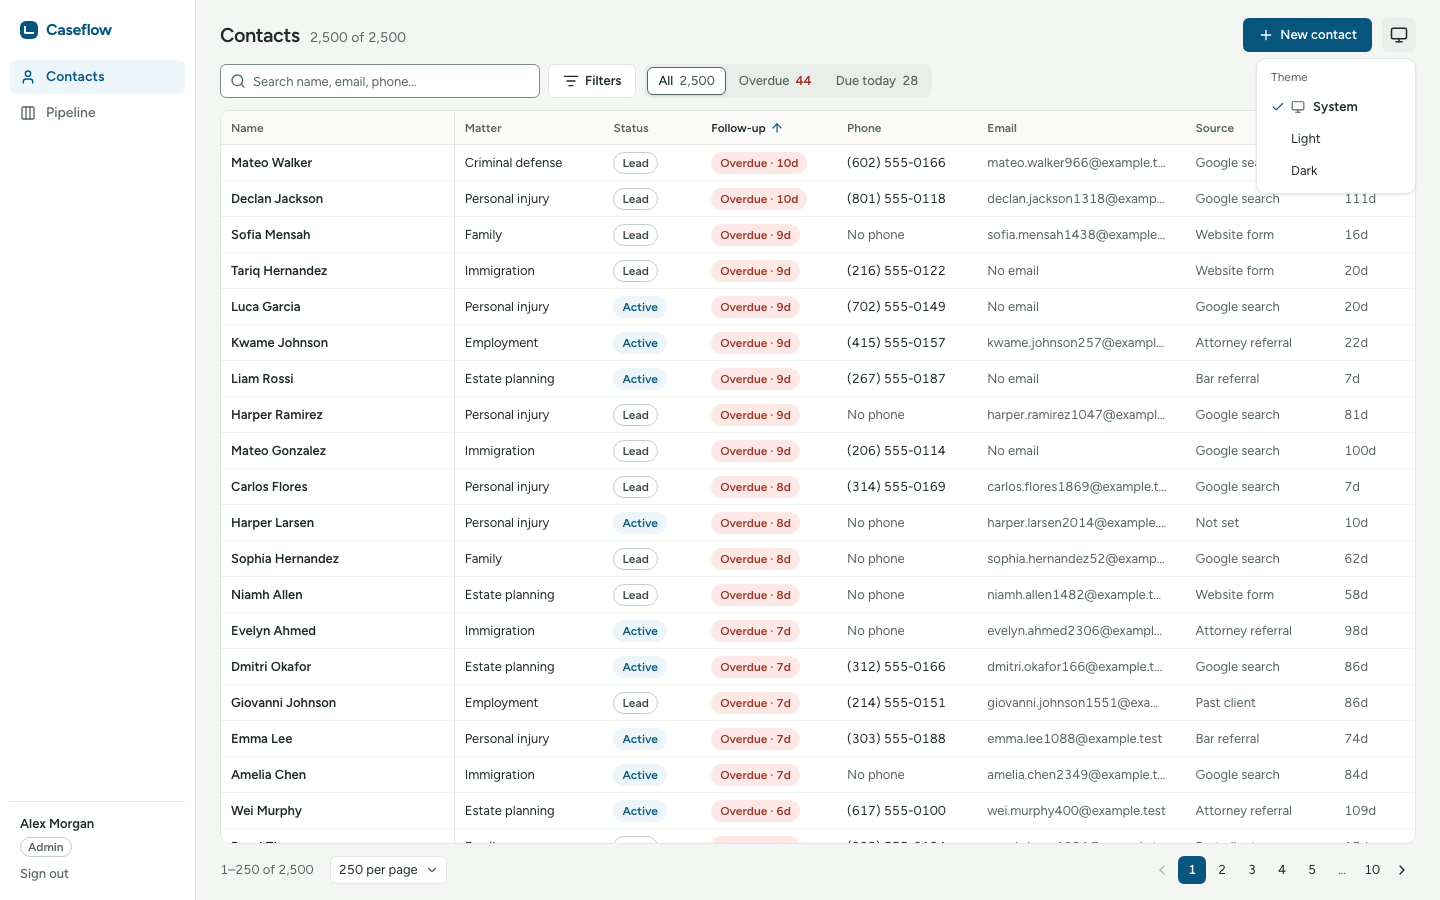 Caseflow
Contacts
Pipeline
Alex Morgan
Admin
Sign out
Contacts 2,500 of 2,500
New contact
Search name, email, phone...
Filters
All 2,500 Overdue 44 Due today 28
Theme
System
Light
Dark
Name Matter Status Follow-up Phone Email Source
Mateo Walker Criminal defense Lead Overdue · 10d (602) 555-0166 mateo.walker966@example.t... Google sea
Declan Jackson Personal injury Lead Overdue · 10d (801) 555-0118 declan.jackson1318@examp... Google search 111d
Sofia Mensah Family Lead Overdue · 9d No phone sofia.mensah1438@example... Website form 16d
Tariq Hernandez Immigration Lead Overdue · 9d (216) 555-0122 No email Website form 20d
Luca Garcia Personal injury Active Overdue · 9d (702) 555-0149 No email Google search 20d
Kwame Johnson Employment Active Overdue · 9d (415) 555-0157 kwame.johnson257@exampl... Attorney referral 22d
Liam Rossi Estate planning Active Overdue · 9d (267) 555-0187 No email Bar referral 7d
Harper Ramirez Personal injury Lead Overdue · 9d No phone harper.ramirez1047@exampl... Google search 81d
Mateo Gonzalez Immigration Lead Overdue · 9d (206) 555-0114 No email Google search 100d
Carlos Flores Personal injury Lead Overdue · 8d (314) 555-0169 carlos.flores1869@example.t... Google search 7d
Harper Larsen Personal injury Active Overdue · 8d No phone harper.larsen2014@example.... Not set 10d
Sophia Hernandez Family Lead Overdue · 8d No phone sophia.hernandez52@examp... Google search 62d
Niamh Allen Estate planning Lead Overdue · 8d No phone niamh.allen1482@example.t... Website form 58d
Evelyn Ahmed Immigration Active Overdue · 7d No phone evelyn.ahmed2306@exampl... Attorney referral 98d
Dmitri Okafor Estate planning Active Overdue · 7d (312) 555-0166 dmitri.okafor166@example.t... Google search 86d
Giovanni Johnson Employment Lead Overdue · 7d (214) 555-0151 giovanni.johnson1551@exa... Past client 86d
Emma Lee Personal injury Active Overdue · 7d (303) 555-0188 emma.lee1088@example.test Bar referral 74d
Amelia Chen Immigration Active Overdue · 7d No phone amelia.chen2349@example.t... Google search 84d
Wei Murphy Estate planning Active Overdue · 6d (617) 555-0100 wei.murphy400@example.test Attorney referral 109d
1–250 of 2,500 250 per page 1 2 3 4 5 ... 10